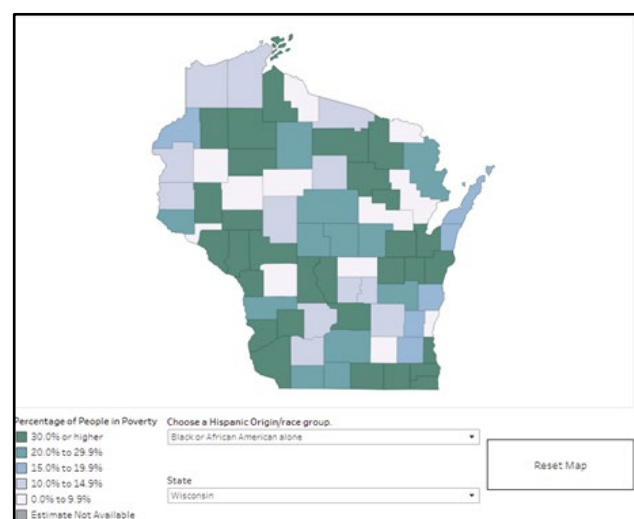 Percentage of People in Poverty
30.0% or higher
20.0% to 29.9%
15.0% to 19.9%
10.0% to 14.9%
0.0% to 9.9%
Estimate Not Available
Choose a Hispanic Origin/race group.
Black or African American alone
State
Wisconsin
Reset Map